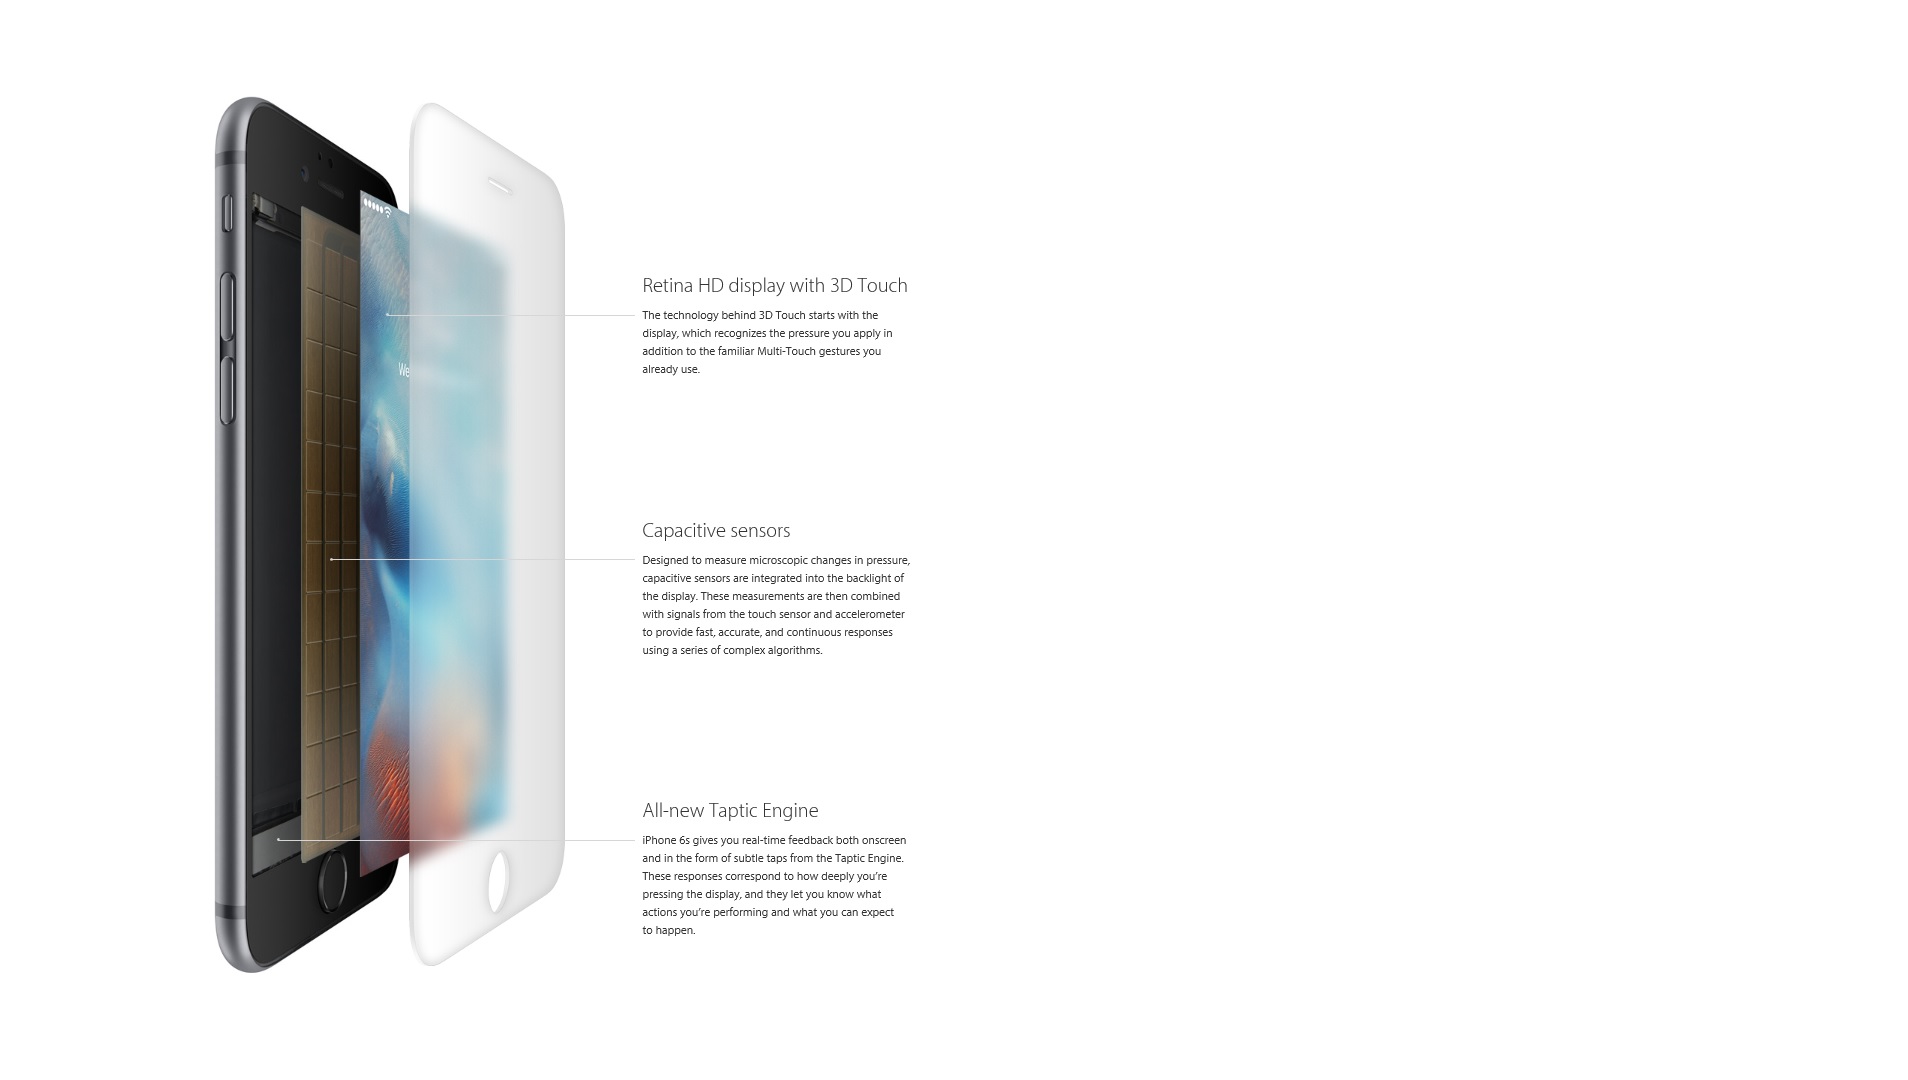 We
Retina HD display with 3D Touch
The technology behind 3D Touch starts with the
display, which recognizes the pressure you apply in
addition to the familiar Multi-Touch gestures you
already use.
Capacitive sensors
Designed to measure microscopic changes in pressure,
capacitive sensors are integrated into the backlight of
the display. These measurements are then combined
with signals from the touch sensor and accelerometer
to provide fast, accurate, and continuous responses
using a series of complex algorithms.
All-new Taptic Engine
iPhone 6s gives you real-time feedback both onscreen
and in the form of subtle taps from the Taptic Engine.
These responses correspond to how deeply you’re
pressing the display, and they let you know what
actions you’re performing and what you can expect
to happen.